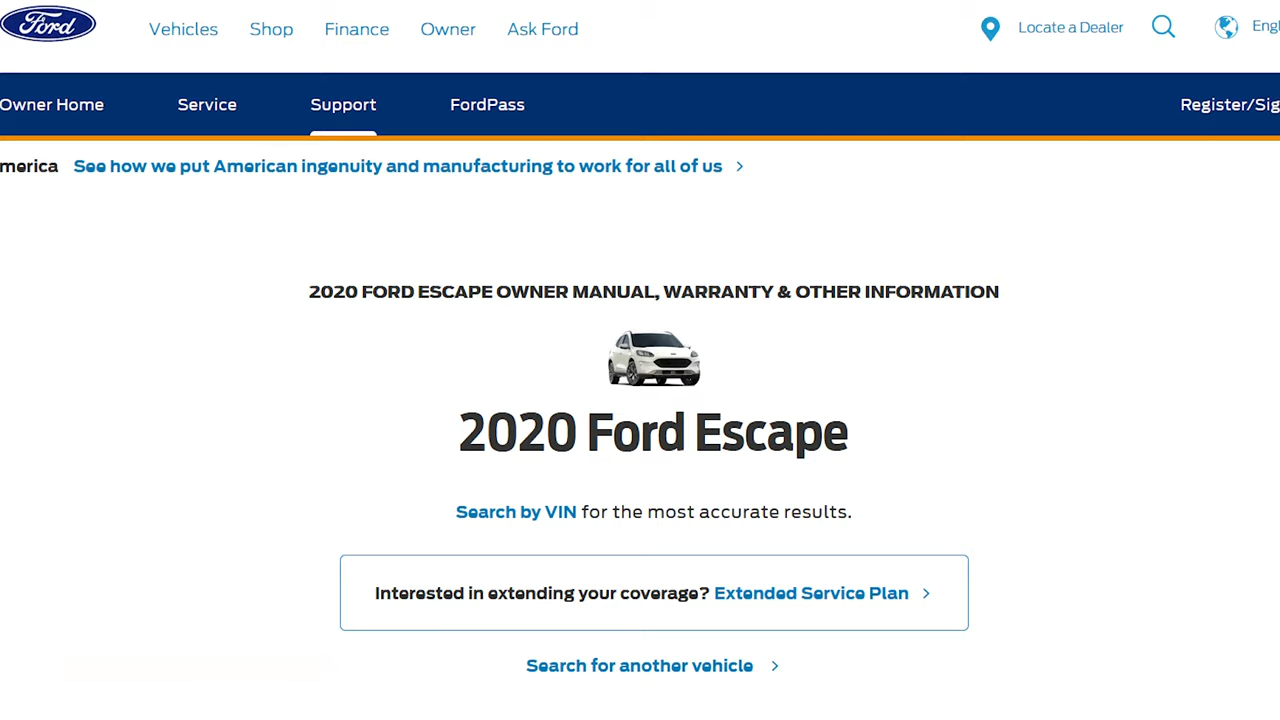 Ford
Vehicles Shop Finance Owner Ask Ford Locate a Dealer Engl
Owner Home Service Support FordPass Register/Sig
merica See how we put American ingenuity and manufacturing to work for all of us
2020 FORD ESCAPE OWNER MANUAL, WARRANTY & OTHER INFORMATION
2020 Ford Escape
Search by VIN for the most accurate results.
Interested in extending your coverage? Extended Service Plan
Search for another vehicle